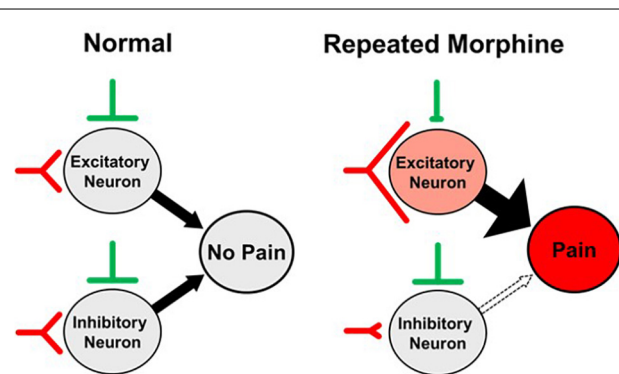 Normal
Repeated Morphine
Excitatory
Neuron
No Pain
Inhibitory
Neuron
Excitatory
Neuron
Pain
Inhibitory
Neuron